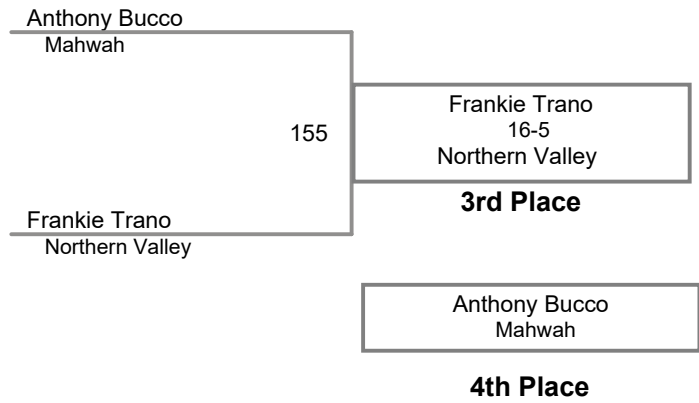 Anthony Bucco
Mahwah
155
Frankie Trano
16-5
Northern Valley
3rd Place
Frankie Trano
Northern Valley
Anthony Bucco
Mahwah
4th Place